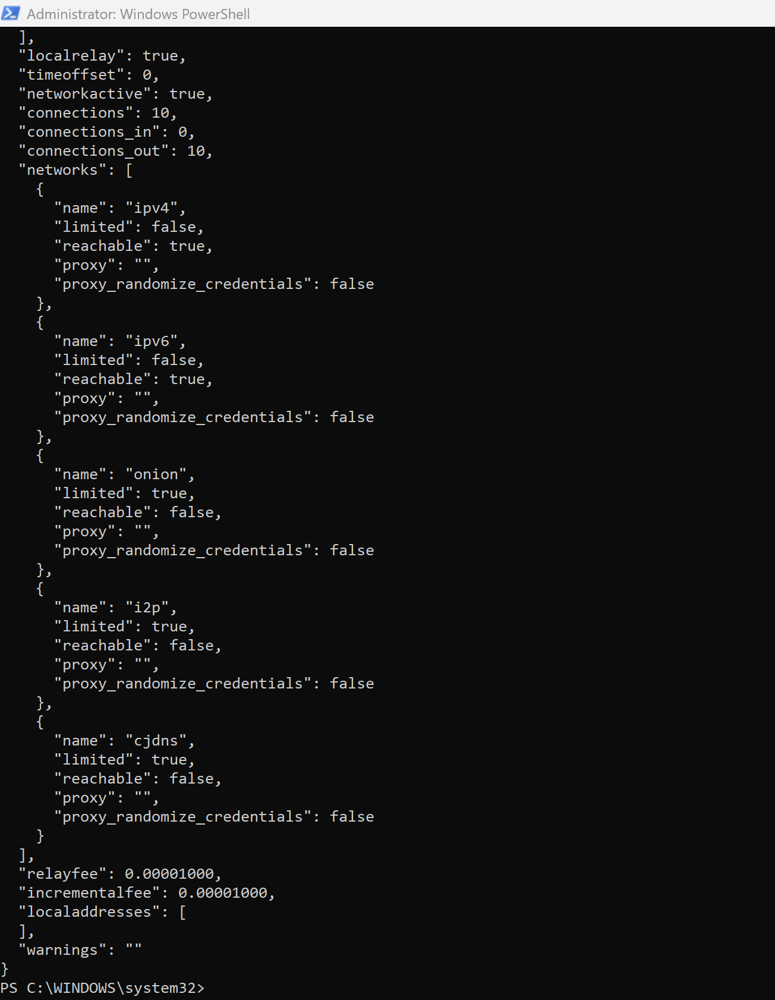 Administrator: Windows PowerShell
  ],
  "localrelay": true,
  "timeoffset": 0,
  "networkactive": true,
  "connections": 10,
  "connections_in": 0,
  "connections_out": 10,
  "networks": [
    {
      "name": "ipv4",
      "limited": false,
      "reachable": true,
      "proxy": "",
      "proxy_randomize_credentials": false
    },
    {
      "name": "ipv6",
      "limited": false,
      "reachable": true,
      "proxy": "",
      "proxy_randomize_credentials": false
    },
    {
      "name": "onion",
      "limited": true,
      "reachable": false,
      "proxy": "",
      "proxy_randomize_credentials": false
    },
    {
      "name": "i2p",
      "limited": true,
      "reachable": false,
      "proxy": "",
      "proxy_randomize_credentials": false
    },
    {
      "name": "cjdns",
      "limited": true,
      "reachable": false,
      "proxy": "",
      "proxy_randomize_credentials": false
    }
  ],
  "relayfee": 0.00001000,
  "incrementalfee": 0.00001000,
  "localaddresses": [
  ],
  "warnings": ""
}
PS C:\WINDOWS\system32>